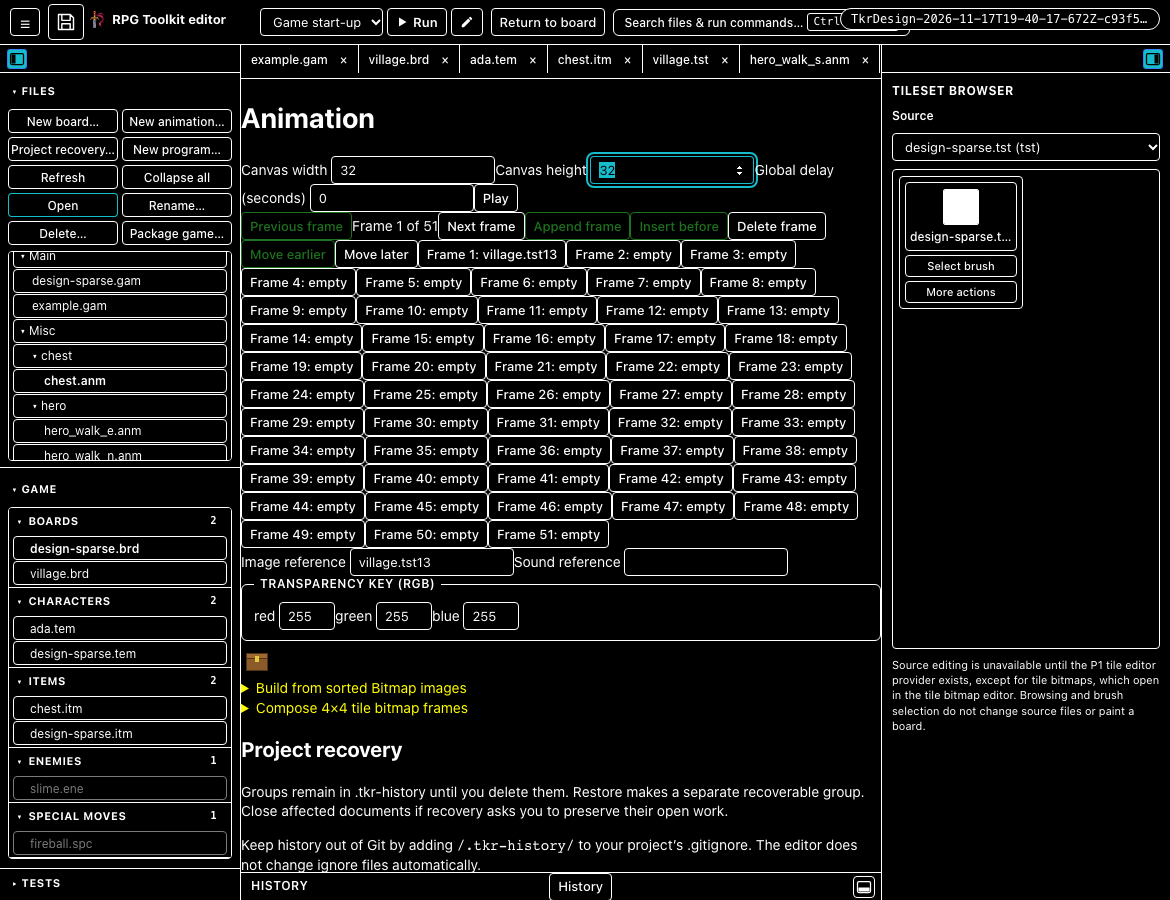 RPG Toolkit editor
Game start-up
Run
Return to board
Search files & run commands... Ctrl
TkrDesign-2026-11-17T19-40-17-672Z-c93f5…
example.gam ×
village.brd ×
ada.tem ×
chest.itm ×
village.tst ×
hero_walk_s.anm ×
FILES
New board...
New animation...
Project recovery...
New program...
Refresh
Collapse all
Open
Rename...
Delete...
Package game...
Main
design-sparse.gam
example.gam
Misc
chest
chest.anm
hero
hero_walk_e.anm
hero_walk_n.anm
GAME
BOARDS 2
design-sparse.brd
village.brd
CHARACTERS 2
ada.tem
design-sparse.tem
ITEMS 2
chest.itm
design-sparse.itm
ENEMIES 1
slime.ene
SPECIAL MOVES 1
fireball.spc
TESTS
Animation
Canvas width 32 Canvas height 32 Global delay
(seconds) 0 Play
Previous frame Frame 1 of 51 Next frame Append frame Insert before Delete frame
Move earlier Move later Frame 1: village.tst13 Frame 2: empty Frame 3: empty
Frame 4: empty Frame 5: empty Frame 6: empty Frame 7: empty Frame 8: empty
Frame 9: empty Frame 10: empty Frame 11: empty Frame 12: empty Frame 13: empty
Frame 14: empty Frame 15: empty Frame 16: empty Frame 17: empty Frame 18: empty
Frame 19: empty Frame 20: empty Frame 21: empty Frame 22: empty Frame 23: empty
Frame 24: empty Frame 25: empty Frame 26: empty Frame 27: empty Frame 28: empty
Frame 29: empty Frame 30: empty Frame 31: empty Frame 32: empty Frame 33: empty
Frame 34: empty Frame 35: empty Frame 36: empty Frame 37: empty Frame 38: empty
Frame 39: empty Frame 40: empty Frame 41: empty Frame 42: empty Frame 43: empty
Frame 44: empty Frame 45: empty Frame 46: empty Frame 47: empty Frame 48: empty
Frame 49: empty Frame 50: empty Frame 51: empty
Image reference village.tst13 Sound reference
TRANSPARENCY KEY (RGB)
red 255 green 255 blue 255
Build from sorted Bitmap images
Compose 4×4 tile bitmap frames
Project recovery
Groups remain in .tkr-history until you delete them. Restore makes a separate recoverable group.
Close affected documents if recovery asks you to preserve their open work.
Keep history out of Git by adding /.tkr-history/ to your project's .gitignore. The editor does
not change ignore files automatically.
HISTORY
History
TILESET BROWSER
Source
design-sparse.tst (tst)
design-sparse.t...
Select brush
More actions
Source editing is unavailable until the P1 tile editor
provider exists, except for tile bitmaps, which open
in the tile bitmap editor. Browsing and brush
selection do not change source files or paint a
board.